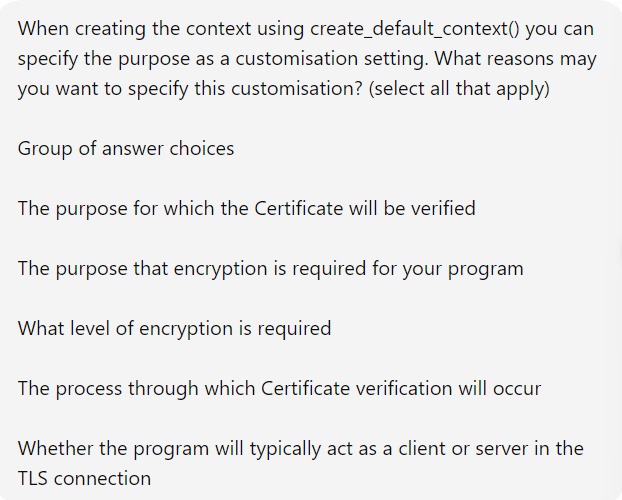 When creating the context using create_default_context() you can
specify the purpose as a customisation setting. What reasons may
you want to specify this customisation? (select all that apply)
Group of answer choices
The purpose for which the Certificate will be verified
The purpose that encryption is required for your program
What level of encryption is required
The process through which Certificate verification will occur
Whether the program will typically act as a client or server in the
TLS connection